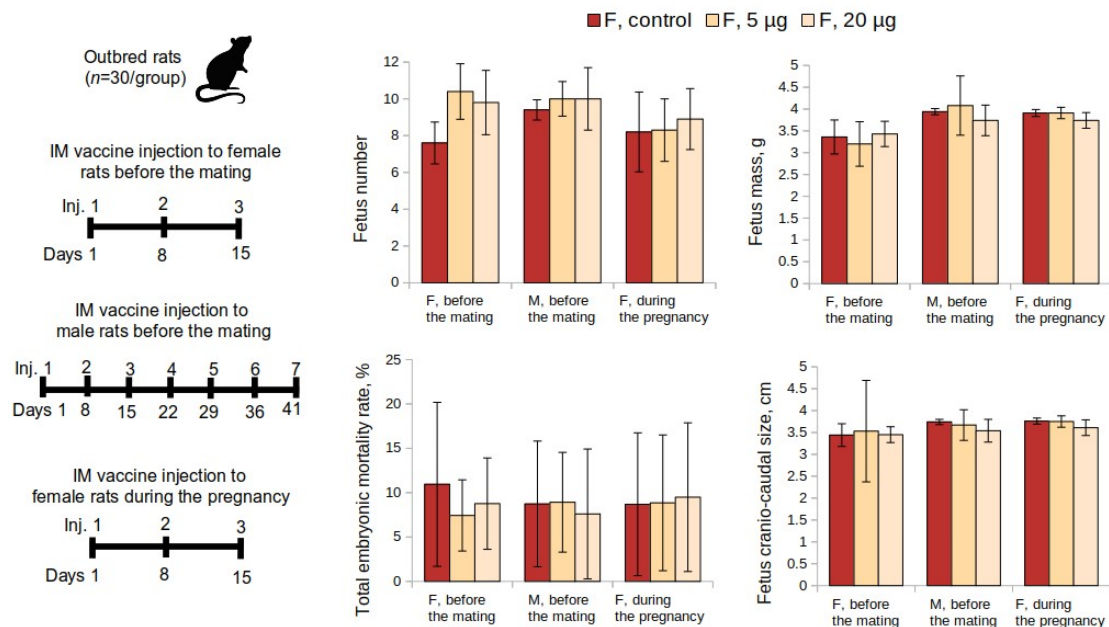 F, control F, 5 µg F, 20 µg
Outbred rats
(n=30/group)
IM vaccine injection to female
rats before the mating
Inj. 1 2 3
Days 1 8 15
IM vaccine injection to
male rats before the mating
Inj. 1 2 3 4 5 6 7
Days 1 8 15 22 29 36 41
IM vaccine injection to
female rats during the pregnancy
Inj. 1 2 3
Days 1 8 15
Fetus number
12
10
8
6
4
2
0
F, before
the mating
M, before
the mating
F, during
the pregnancy
Fetus mass, g
5
4.5
4
3.5
3
2.5
2
1.5
1
0.5
0
F, before
the mating
M, before
the mating
F, during
the pregnancy
Total embryonic mortality rate, %
25
20
15
10
5
0
F, before
the mating
M, before
the mating
F, during
the pregnancy
Fetus cranio-caudal size, cm
5
4.5
4
3.5
3
2.5
2
1.5
1
0.5
0
F, before
the mating
M, before
the mating
F, during
the pregnancy